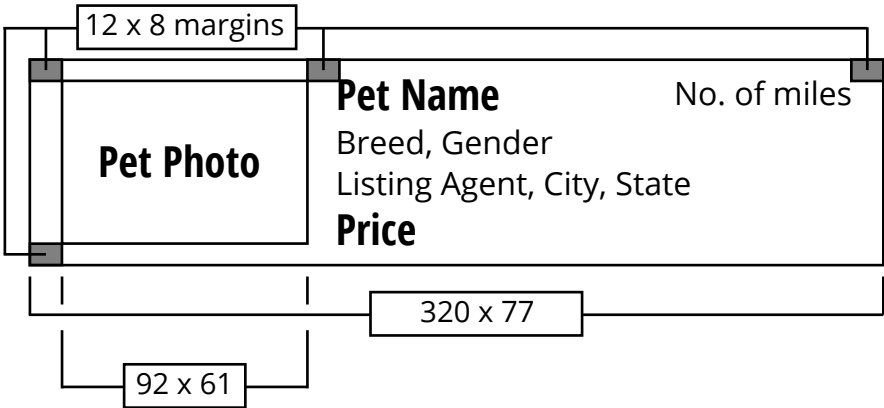 12 x 8 margins
Pet Name
No. of miles
Breed, Gender
Pet Photo
Listing Agent, City, State
Price
320 x 77
92 x 61